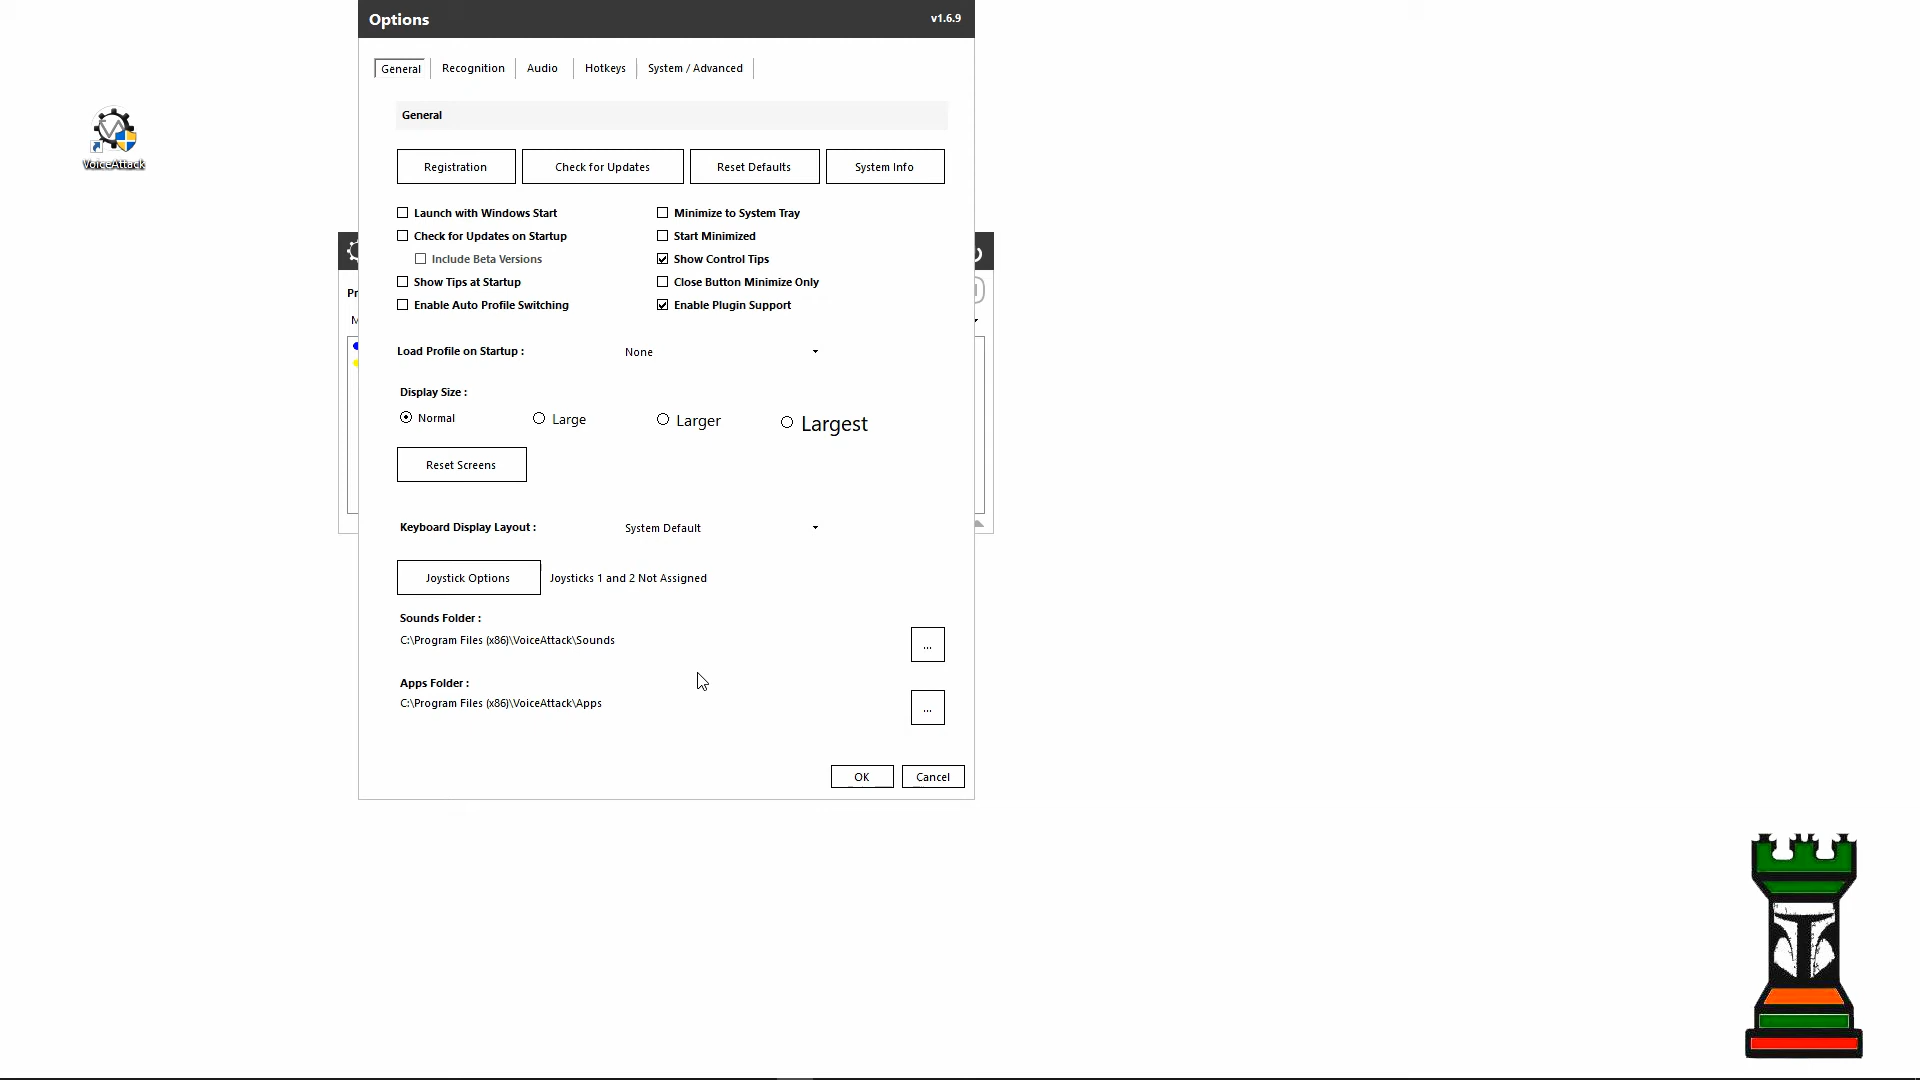 Options
v1.6.9
General
Recognition
Audio
Hotkeys
System / Advanced
General
Registration
Check for Updates
Reset Defaults
System Info
Launch with Windows Start
Minimize to System Tray
Check for Updates on Startup
Start Minimized
Include Beta Versions
Show Control Tips
Show Tips at Startup
Close Button Minimize Only
Enable Auto Profile Switching
Enable Plugin Support
Load Profile on Startup :
None
Display Size :
Normal
Large
Larger
Largest
Reset Screens
Keyboard Display Layout :
System Default
Joystick Options
Joysticks 1 and 2 Not Assigned
Sounds Folder :
C:\Program Files (x86)\VoiceAttack\Sounds
...
Apps Folder :
C:\Program Files (x86)\VoiceAttack\Apps
...
OK
Cancel
VoiceAttack
Pr
M